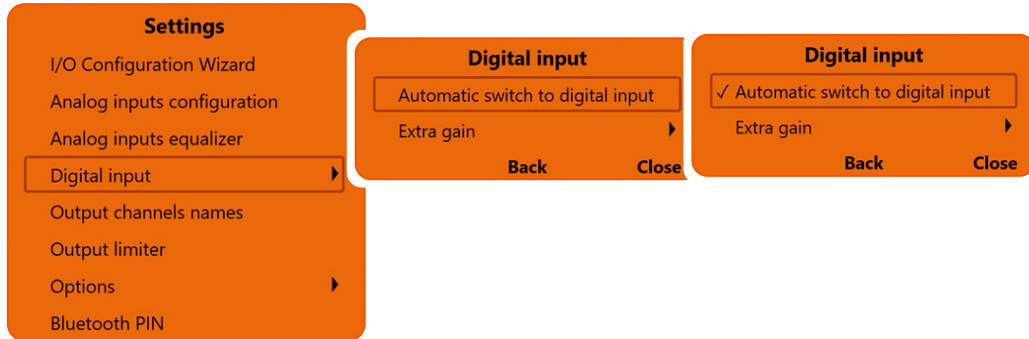 Settings
I/O Configuration Wizard
Analog inputs configuration
Analog inputs equalizer
Digital input
Output channels names
Output limiter
Options
Bluetooth PIN
Digital input
Automatic switch to digital input
Extra gain
Back Close
Digital input
✓ Automatic switch to digital input
Extra gain
Back Close